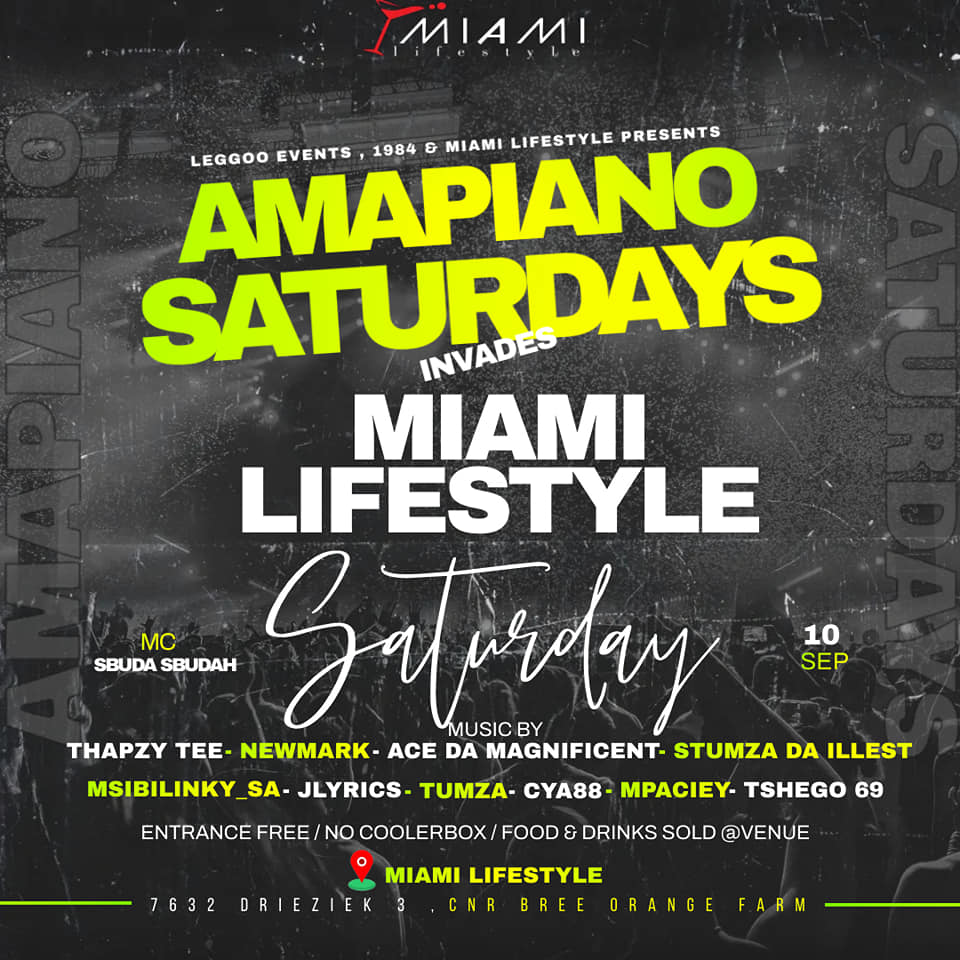 MIAMI
lifestyle
LEGGOO EVENTS , 1984 & MIAMI LIFESTYLE PRESENTS
AMAPIANO
SATURDAYS
INVADES
MIAMI
LIFESTYLE
Saturday
AMAPIANO
SATURDAYS
MC
SBUDA SBUDAH
10
SEP
MUSIC BY
THAPZY TEE- NEWMARK- ACE DA MAGNIFICENT- STUMZA DA ILLEST
MSIBILINKY_SA- JLYRICS- TUMZA- CYA88- MPACIEY- TSHEGO 69
ENTRANCE FREE / NO COOLERBOX / FOOD & DRINKS SOLD @VENUE
MIAMI LIFESTYLE
7632 DRIEZIEK 3 , CNR BREE ORANGE FARM